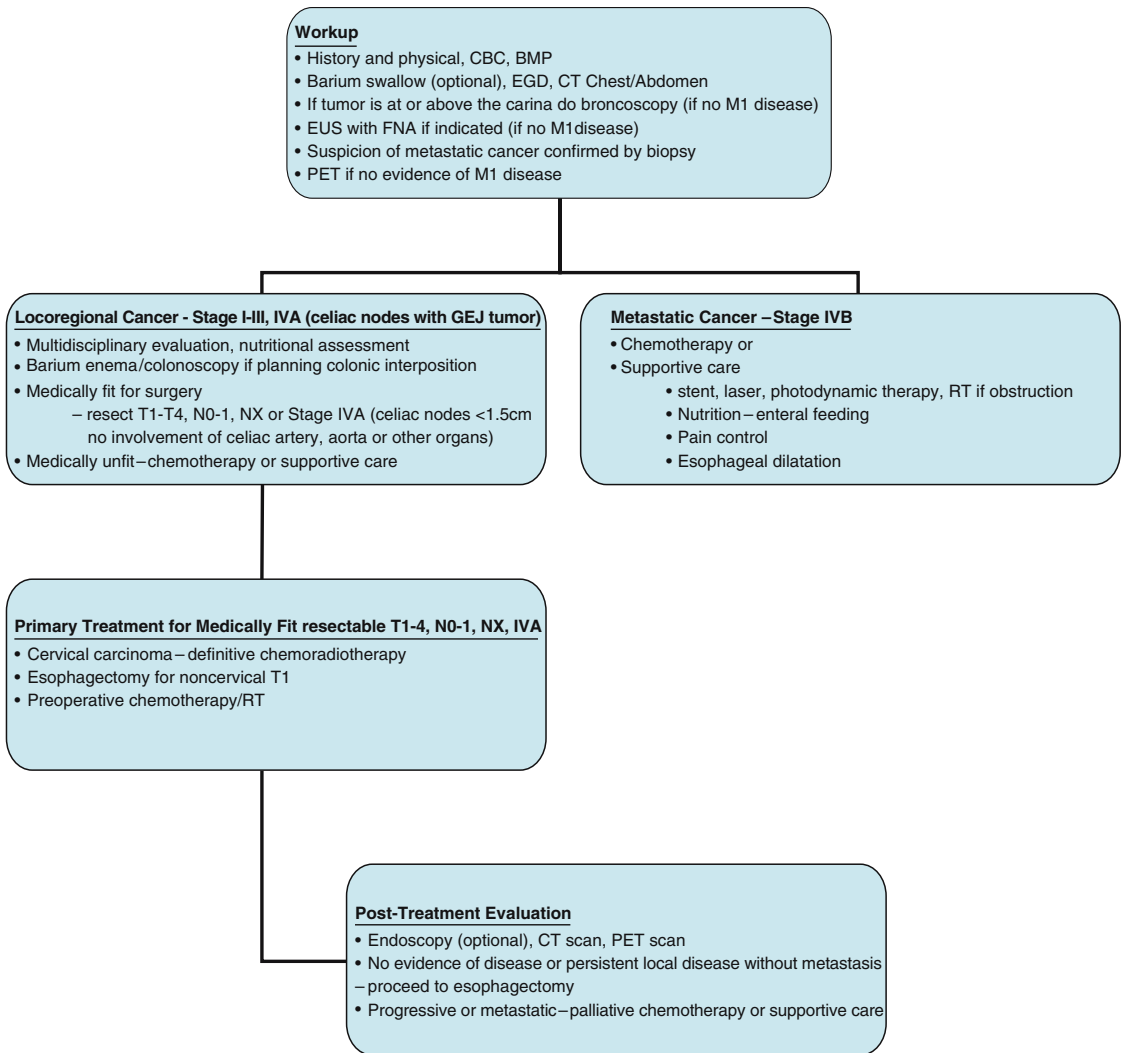 Workup
• History and physical, CBC, BMP
• Barium swallow (optional), EGD, CT Chest/Abdomen
• If tumor is at or above the carina do broncoscopy (if no M1 disease)
• EUS with FNA if indicated (if no M1disease)
• Suspicion of metastatic cancer confirmed by biopsy
• PET if no evidence of M1 disease
Locoregional Cancer - Stage I-III, IVA (celiac nodes with GEJ tumor)
• Multidisciplinary evaluation, nutritional assessment
• Barium enema/colonoscopy if planning colonic interposition
• Medically fit for surgery
– resect T1-T4, N0-1, NX or Stage IVA (celiac nodes <1.5cm
no involvement of celiac artery, aorta or other organs)
• Medically unfit–chemotherapy or supportive care
Metastatic Cancer –Stage IVB
• Chemotherapy or
• Supportive care
• stent, laser, photodynamic therapy, RT if obstruction
• Nutrition–enteral feeding
• Pain control
• Esophageal dilatation
Primary Treatment for Medically Fit resectable T1-4, N0-1, NX, IVA
• Cervical carcinoma–definitive chemoradiotherapy
• Esophagectomy for noncervical T1
• Preoperative chemotherapy/RT
Post-Treatment Evaluation
• Endoscopy (optional), CT scan, PET scan
• No evidence of disease or persistent local disease without metastasis
–proceed to esophagectomy
• Progressive or metastatic–palliative chemotherapy or supportive care